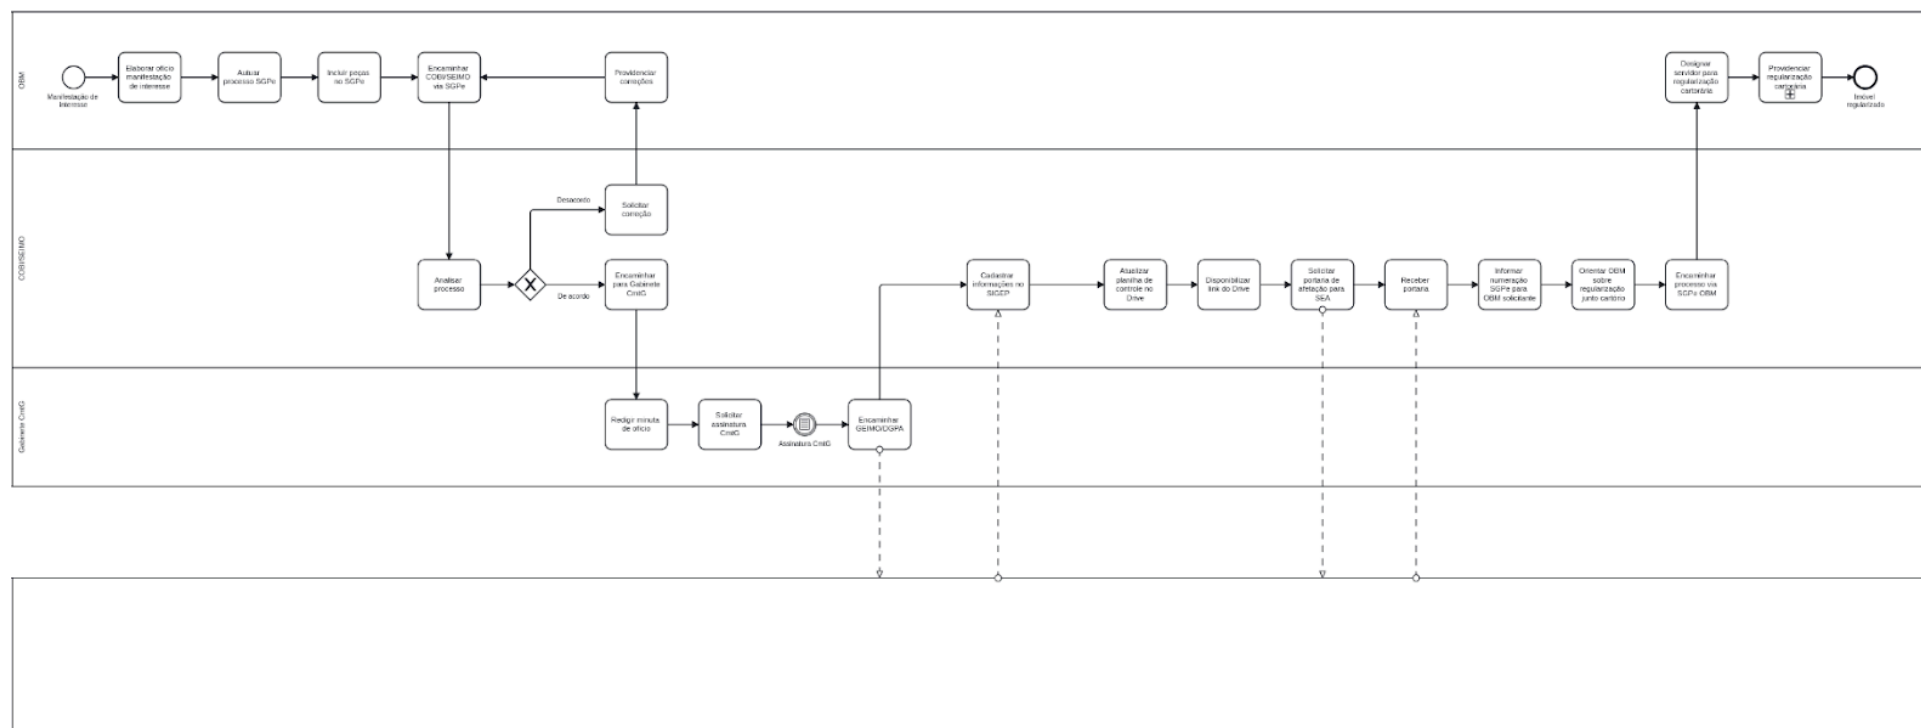 OBM
Manifestação de
interesse
Elaborar ofício
manifestação
de interesse
Autuar
processo SGPe
Incluir peças
no SGPe
Encaminhar
COBI/SEIMO
via SGPe
Providenciar
correções
Designar
servidor para
regularização
cartorária
Providenciar
regularização
cartorária
Imóvel
regularizado
COBI/SEIMO
Analisar
processo
Desacordo
De acordo
Solicitar
correção
Encaminhar
para Gabinete
CmtG
Cadastrar
informações no
SIGEP
Atualizar
planilha de
controle no
Drive
Disponibilizar
link do Drive
Solicitar
portaria de
afetação para
SEA
Receber
portaria
Informar
numeração
SGPe para
OBM solicitante
Orientar OBM
sobre
regularização
junto cartório
Encaminhar
processo via
SGPe OBM
Gabinete CmtG
Redigir minuta
de ofício
Solicitar
assinatura
CmtG
Assinatura CmtG
Encaminhar
GEIMO/DGPA